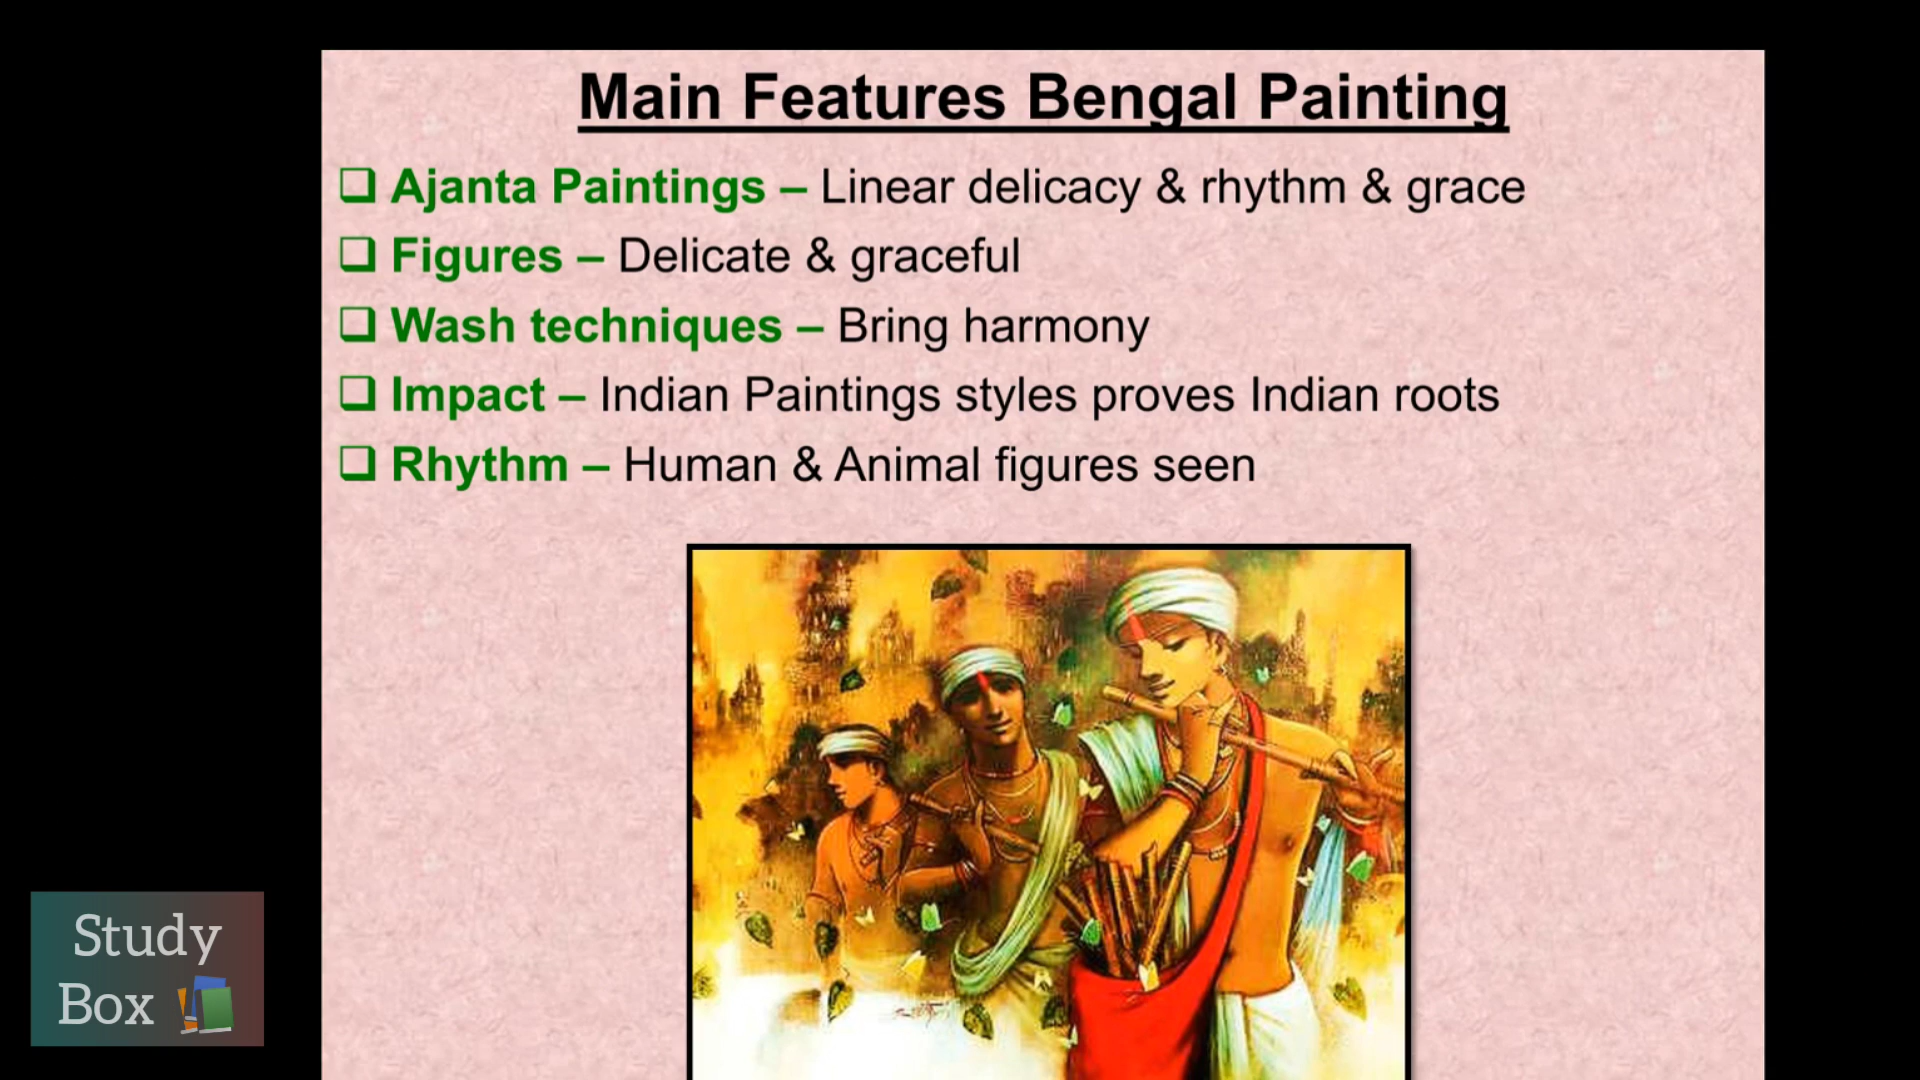 Main Features Bengal Painting
❑ Ajanta Paintings – Linear delicacy & rhythm & grace
❑ Figures – Delicate & graceful
❑ Wash techniques – Bring harmony
❑ Impact – Indian Paintings styles proves Indian roots
❑ Rhythm – Human & Animal figures seen
Study
Box